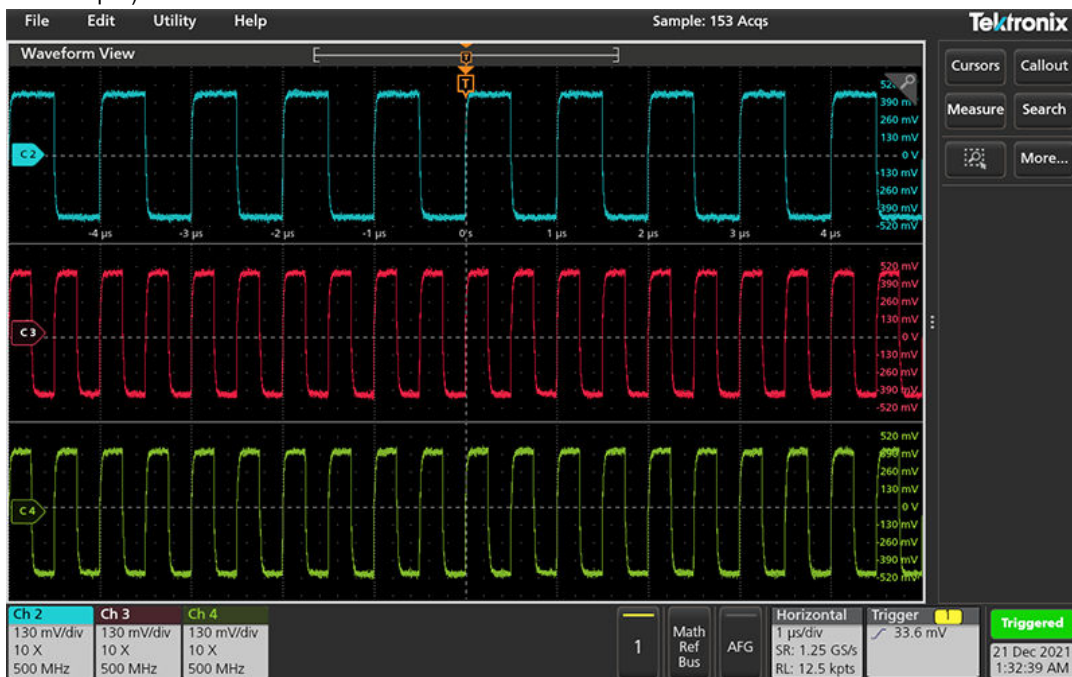 File Edit Utility Help Sample: 153 Acqs Tektronix
Waveform View
Cursors Callout
Measure Search
More...
T
T
390 m
260 mV
130 mV
C 2
0 V
-130 mV
-260 mV
-390 mV
-520 mV
-4 µs -3 µs -2 µs -1 µs 0 s 1 µs 2 µs 3 µs 4 µs
520 mV
390 mV
260 mV
130 mV
C 3
0 V
-130 mV
-260 mV
-390 mV
-520 mV
520 mV
390 mV
260 mV
130 mV
C 4
0 V
-130 mV
-260 mV
-390 mV
-520 mV
Ch 2
130 mV/div
10 X
500 MHz
Ch 3
130 mV/div
10 X
500 MHz
Ch 4
130 mV/div
10 X
500 MHz
1
Math
Ref
Bus
AFG
Horizontal
1 µs/div
SR: 1.25 GS/s
RL: 12.5 kpts
Trigger 1
33.6 mV
Triggered
21 Dec 2021
1:32:39 AM